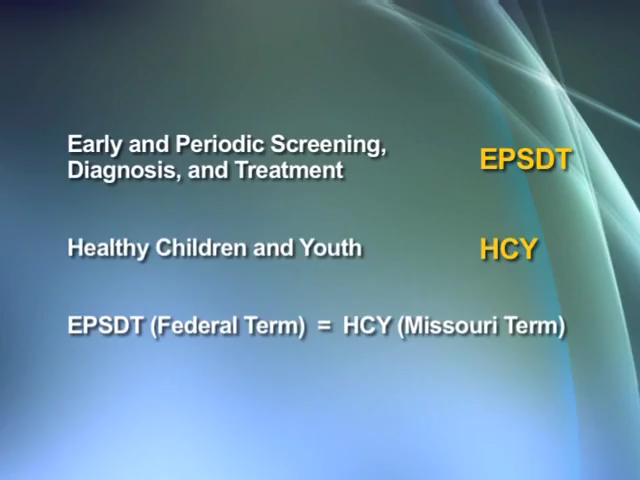 Early and Periodic Screening,
Diagnosis, and Treatment
EPSDT
Healthy Children and Youth
HCY
EPSDT (Federal Term) = HCY (Missouri Term)